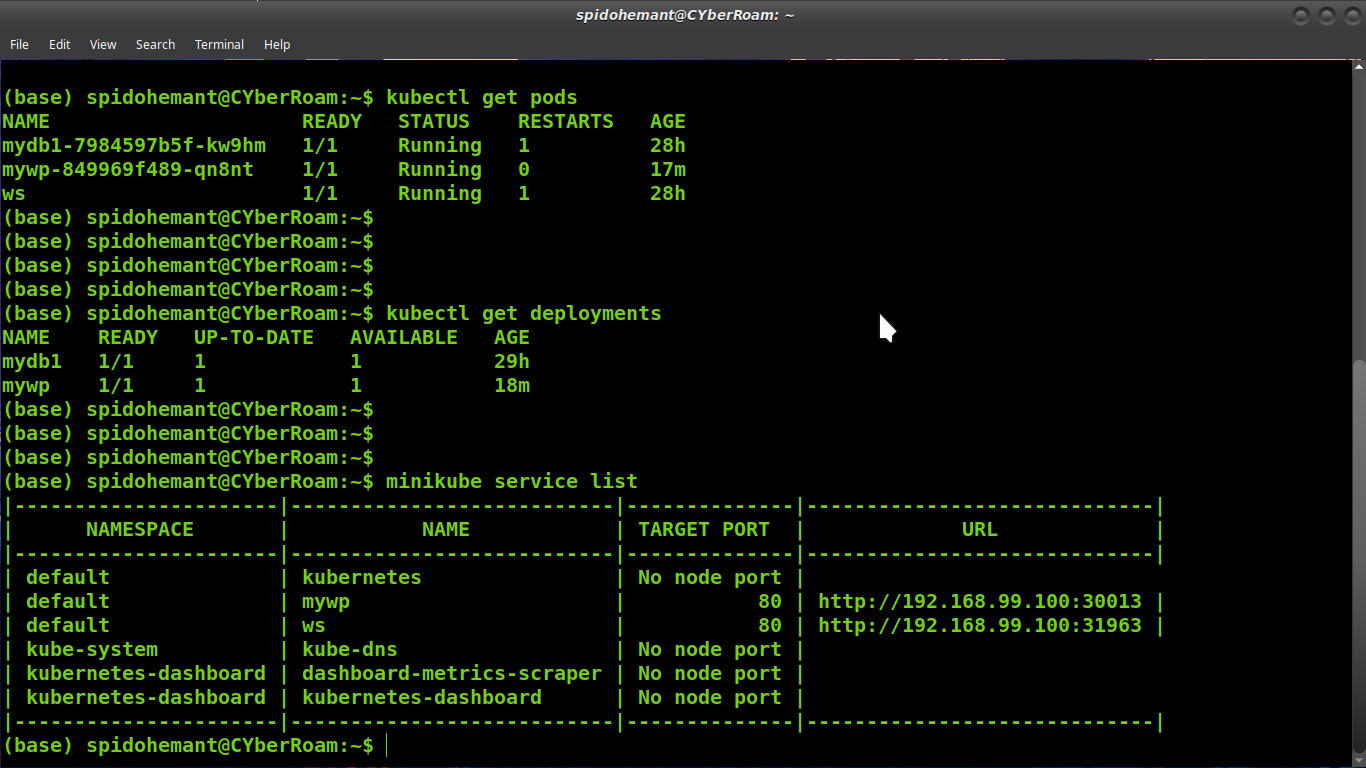 spidohemant@CYberRoam: ~
File Edit View Search Terminal Help
(base) spidohemant@CYberRoam:~$ kubectl get pods
NAME                     READY   STATUS    RESTARTS   AGE
mydb1-7984597b5f-kw9hm   1/1     Running   1          28h
mywp-849969f489-qn8nt    1/1     Running   0          17m
ws                       1/1     Running   1          28h
(base) spidohemant@CYberRoam:~$
(base) spidohemant@CYberRoam:~$
(base) spidohemant@CYberRoam:~$
(base) spidohemant@CYberRoam:~$
(base) spidohemant@CYberRoam:~$ kubectl get deployments
NAME    READY   UP-TO-DATE   AVAILABLE   AGE
mydb1   1/1     1            1           29h
mywp    1/1     1            1           18m
(base) spidohemant@CYberRoam:~$
(base) spidohemant@CYberRoam:~$
(base) spidohemant@CYberRoam:~$
(base) spidohemant@CYberRoam:~$ minikube service list
|----------------------|---------------------------|--------------|-----------------------------|
|      NAMESPACE       |           NAME            | TARGET PORT  |             URL             |
|----------------------|---------------------------|--------------|-----------------------------|
| default              | kubernetes                | No node port |
| default              | mywp                      |           80 | http://192.168.99.100:30013 |
| default              | ws                        |           80 | http://192.168.99.100:31963 |
| kube-system          | kube-dns                  | No node port |
| kubernetes-dashboard | dashboard-metrics-scraper | No node port |
| kubernetes-dashboard | kubernetes-dashboard      | No node port |
|----------------------|---------------------------|--------------|-----------------------------|
(base) spidohemant@CYberRoam:~$